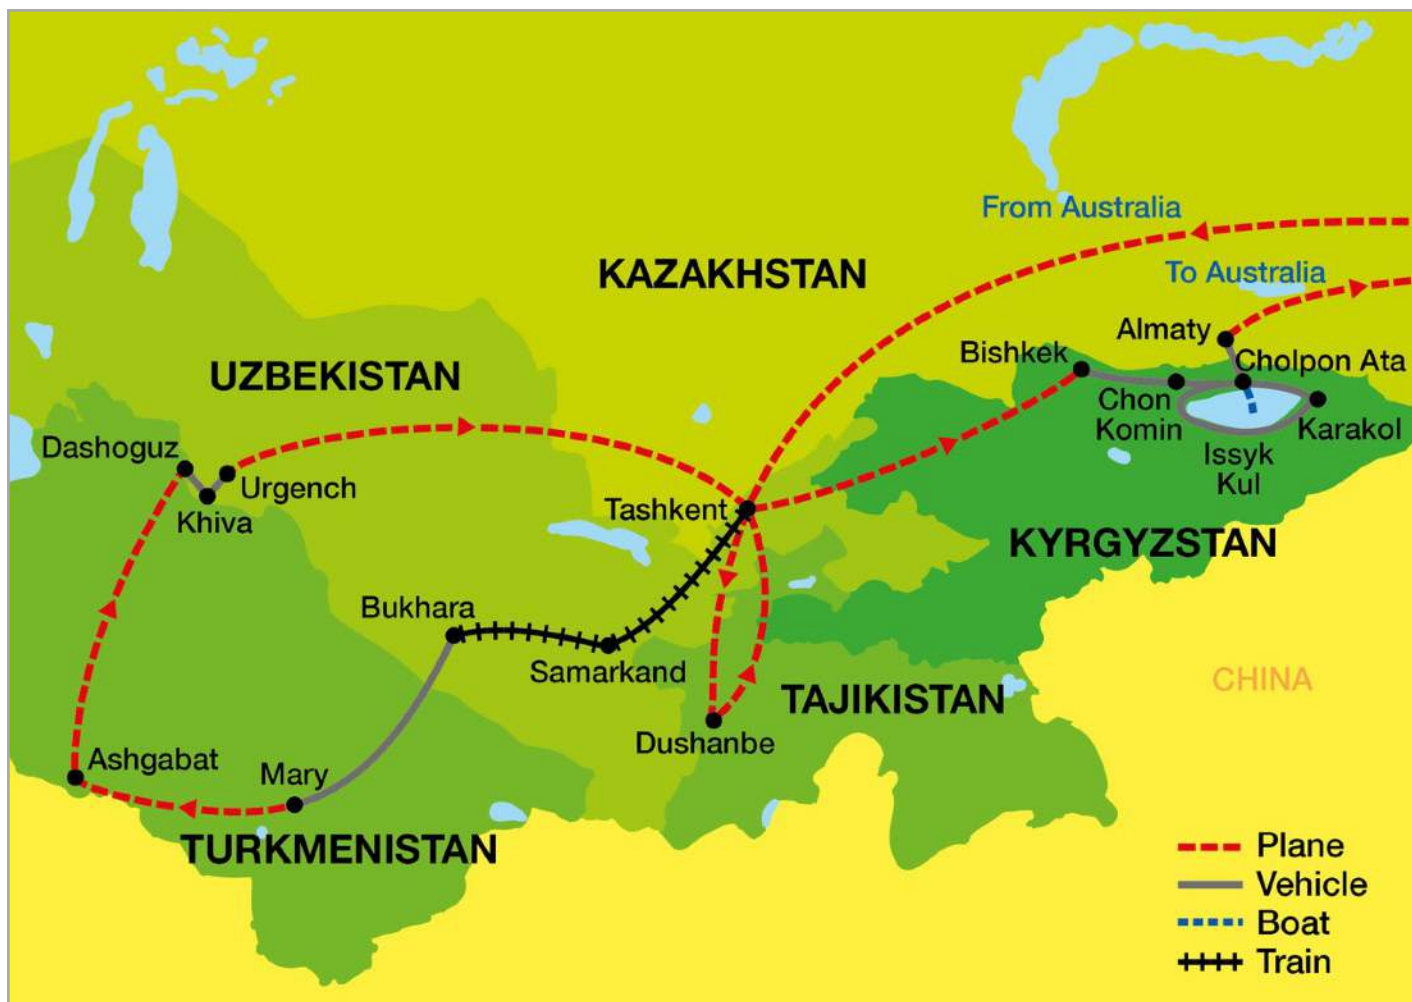 From Australia
KAZAKHSTAN
To Australia
Almaty
Bishkek
Cholpon Ata
UZBEKISTAN
Chon
Komin
Karakol
Dashoguz
Issyk
Kul
Urgench
Khiva
Tashkent
KYRGYZSTAN
Bukhara
Samarkand
CHINA
TAJIKISTAN
Dushanbe
Ashgabat
Mary
TURKMENISTAN
Plane
Vehicle
Boat
Train